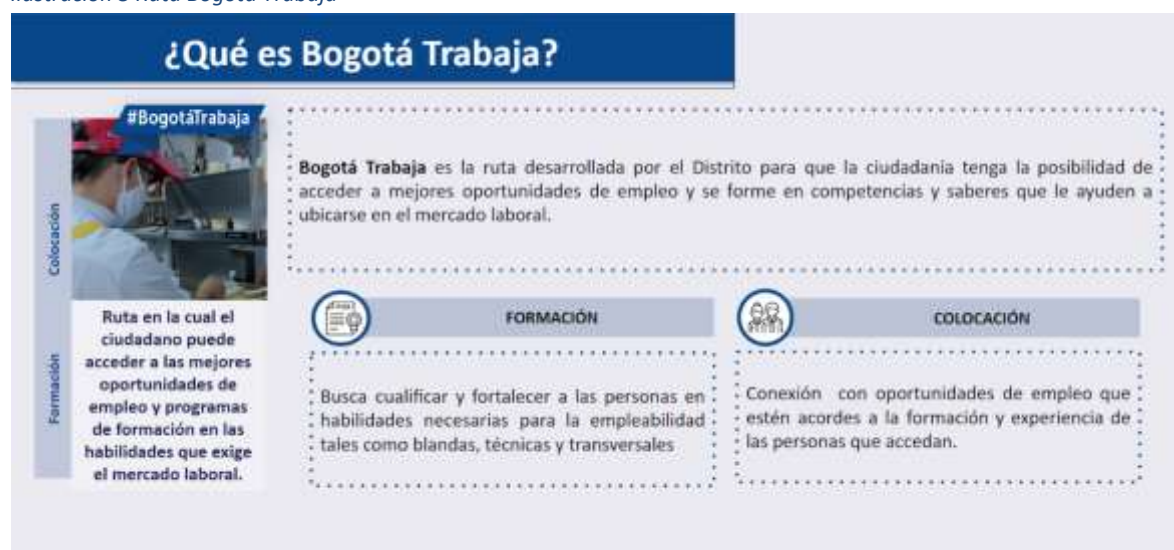 Ilustración 3 Ruta Bogotá Trabaja
¿Qué es Bogotá Trabaja?
#BogotáTrabaja
Colocación
Formación
Ruta en la cual el
ciudadano puede
acceder a las mejores
oportunidades de
empleo y programas
de formación en las
habilidades que exige
el mercado laboral.
Bogotá Trabaja es la ruta desarrollada por el Distrito para que la ciudadanía tenga la posibilidad de
acceder a mejores oportunidades de empleo y se forme en competencias y saberes que le ayuden a
ubicarse en el mercado laboral.
FORMACIÓN
Busca cualificar y fortalecer a las personas en
habilidades necesarias para la empleabilidad
tales como blandas, técnicas y transversales
COLOCACIÓN
Conexión con oportunidades de empleo que
estén acordes a la formación y experiencia de
las personas que accedan.